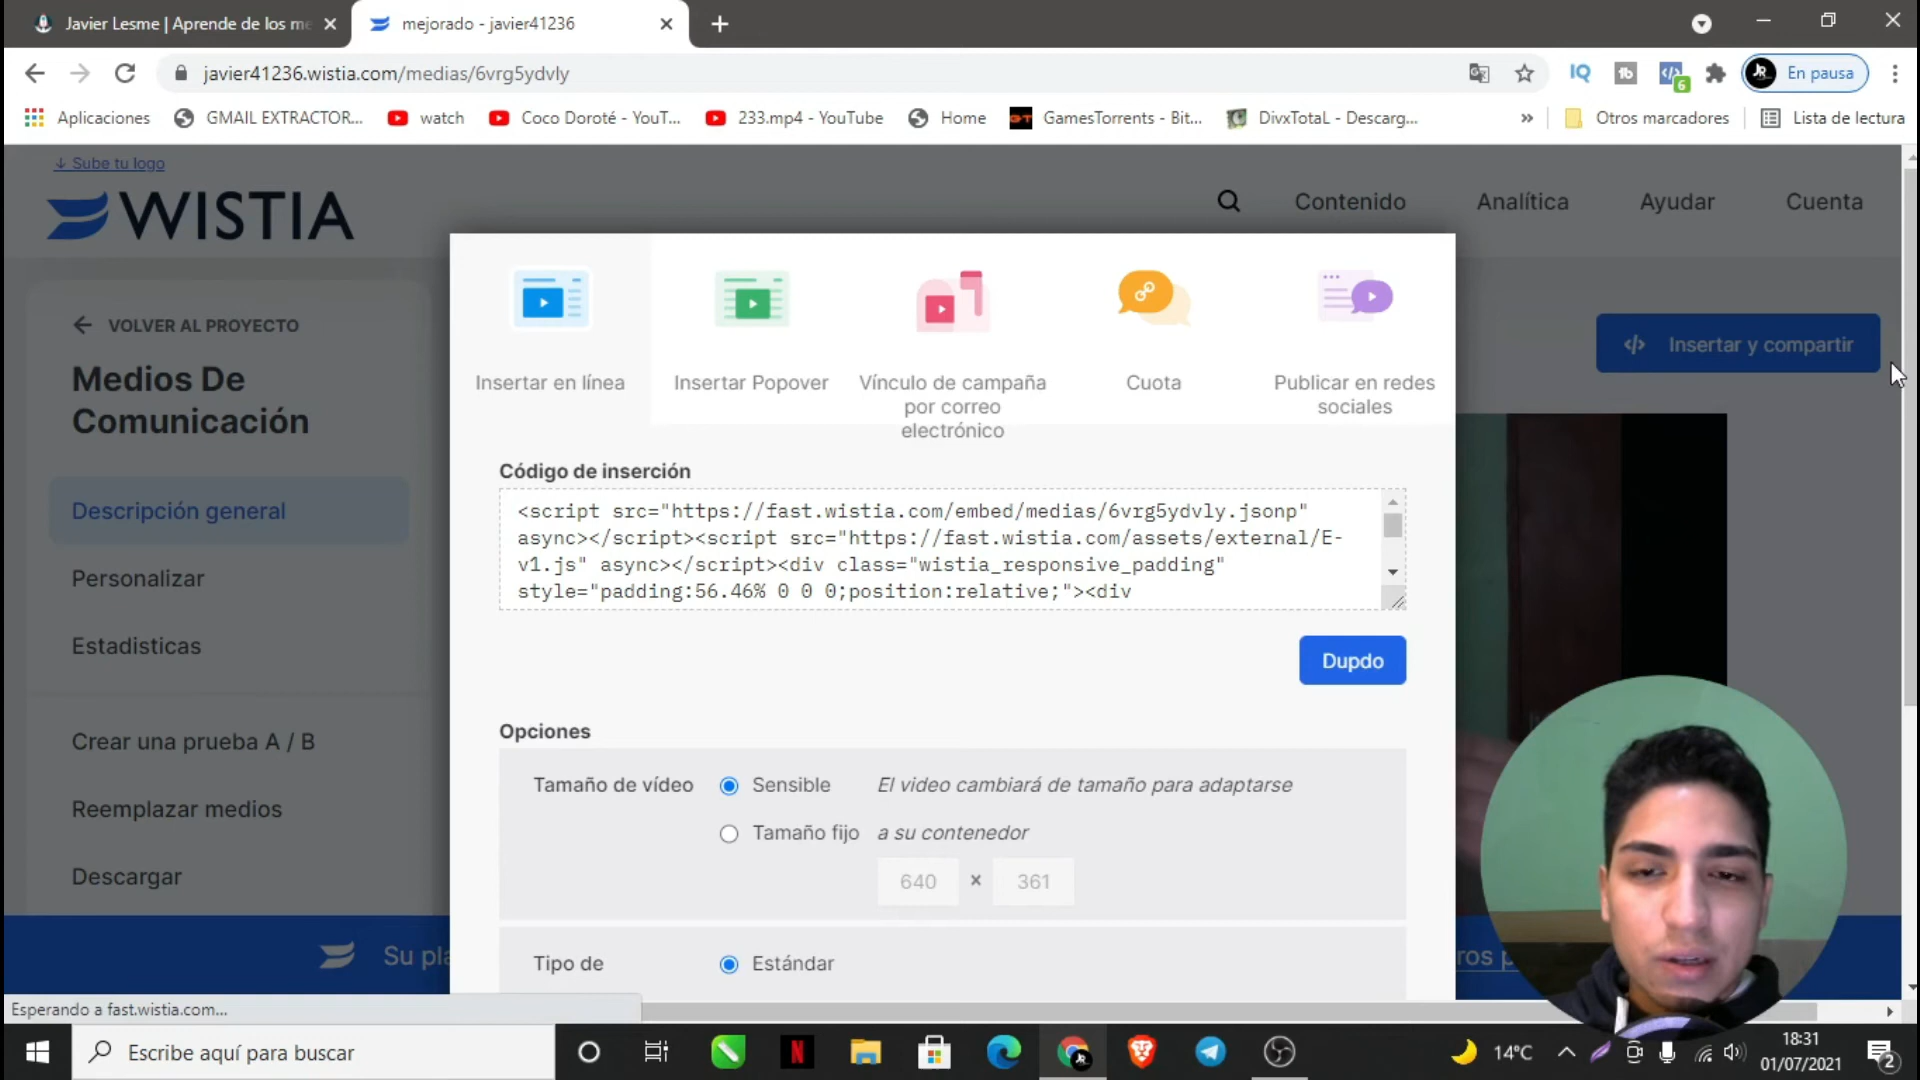 Javier Lesme | Aprende de los me
mejorado - javier41236
javier41236.wistia.com/medias/6vrg5ydvly
6
JR
En pausa
Aplicaciones
GMAIL EXTRACTOR...
watch
Coco Doroté - YouT...
233.mp4 - YouTube
Home
GT
GamesTorrents - Bit...
DivxTotaL - Descarg...
»
Otros marcadores
Lista de lectura
↓ Sube tu logo
WISTIA
Contenido
Analítica
Ayudar
Cuenta
VOLVER AL PROYECTO
Medios De
Comunicación
Descripción general
Personalizar
Estadisticas
Crear una prueba A / B
Reemplazar medios
Descargar
Insertar y compartir
Insertar en línea
Insertar Popover
Vínculo de campaña
por correo
electrónico
Cuota
Publicar en redes
sociales
Código de inserción
<script src="https://fast.wistia.com/embed/medias/6vrg5ydvly.jsonp"
async></script><script src="https://fast.wistia.com/assets/external/E-
v1.js" async></script><div class="wistia_responsive_padding"
style="padding:56.46% 0 0 0;position:relative;"><div
Dupdo
Opciones
Tamaño de vídeo
Sensible
El video cambiará de tamaño para adaptarse
Tamaño fijo
a su contenedor
640 × 361
Tipo de
Estándar
Su pla
ros p
Esperando a fast.wistia.com...
Escribe aquí para buscar
14°C
18:31
01/07/2021
2